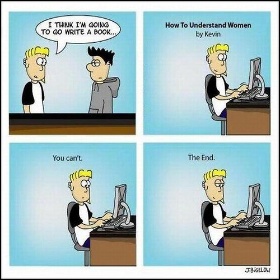 I THINK I'M GOING
TO GO WRITE A BOOK...
How To Understand Women
by Kevin
You can't.
The End.